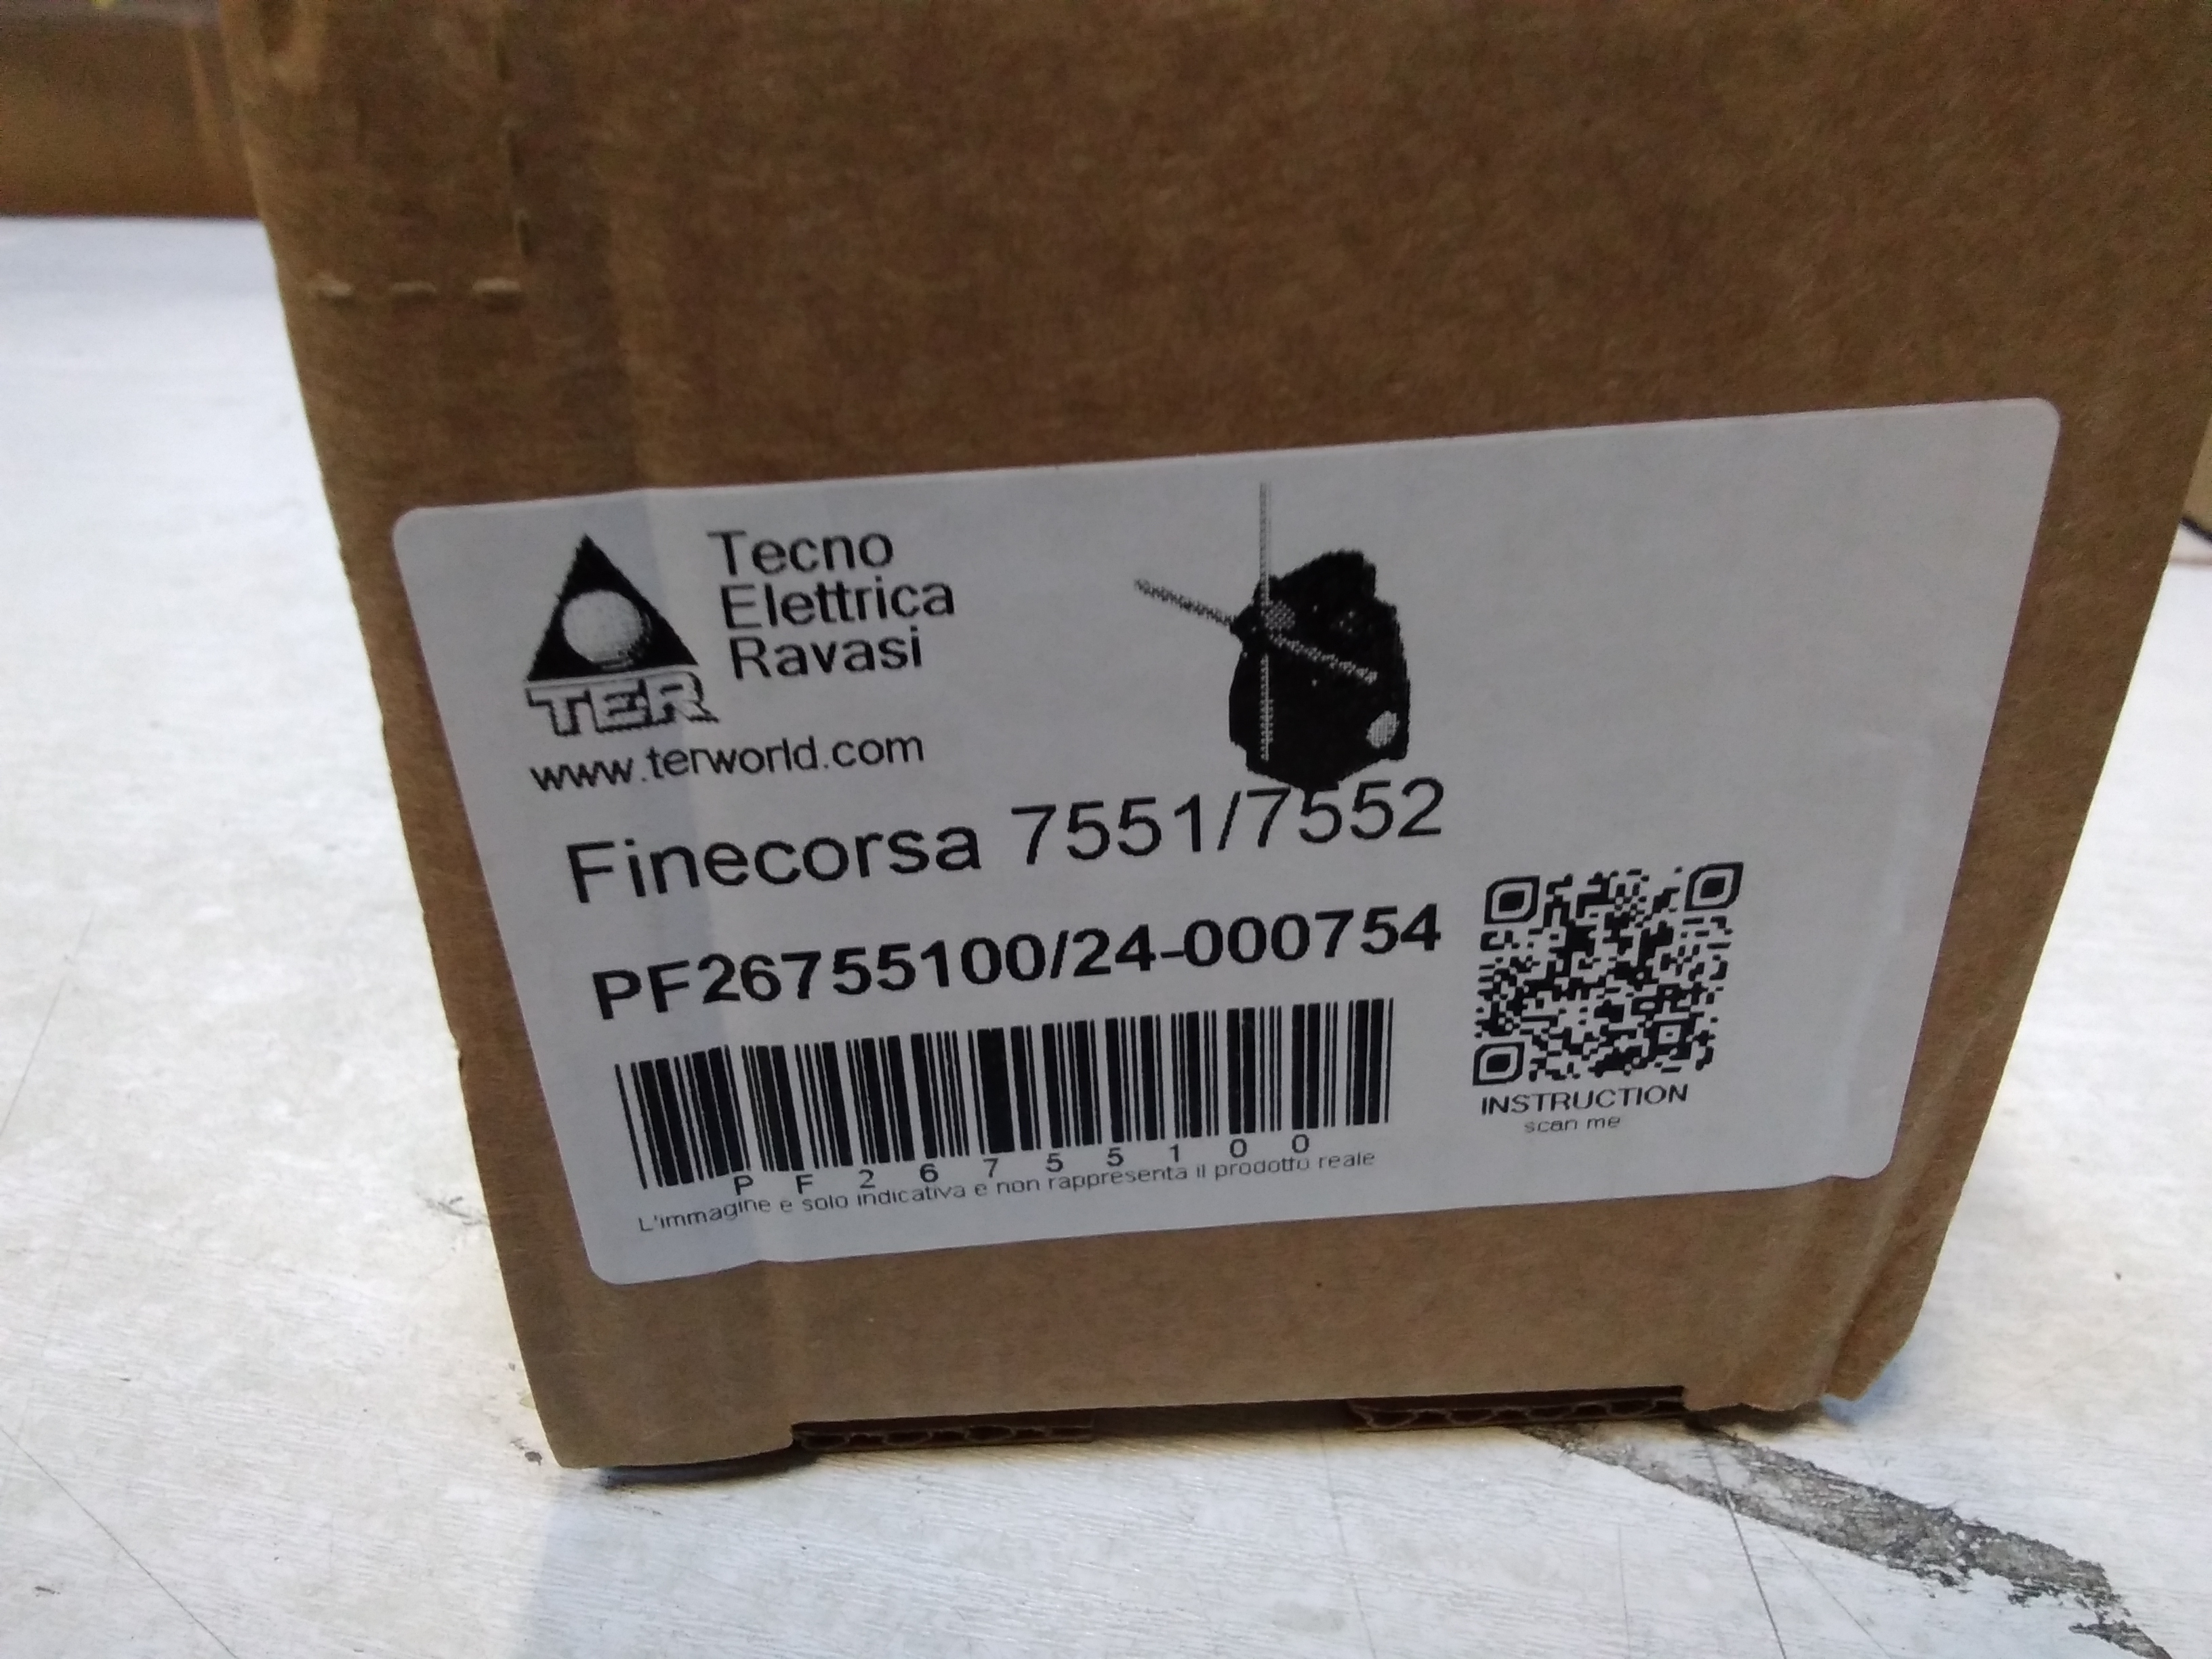 Tecno
Elettrica
Ravasi
TER
www.terworld.com
Finecorsa 7551/7552
PF26755100/24-000754
PF26755100
L'immagine e solo indicativa e non rappresenta il prodotto reale
INSTRUCTION
scan me